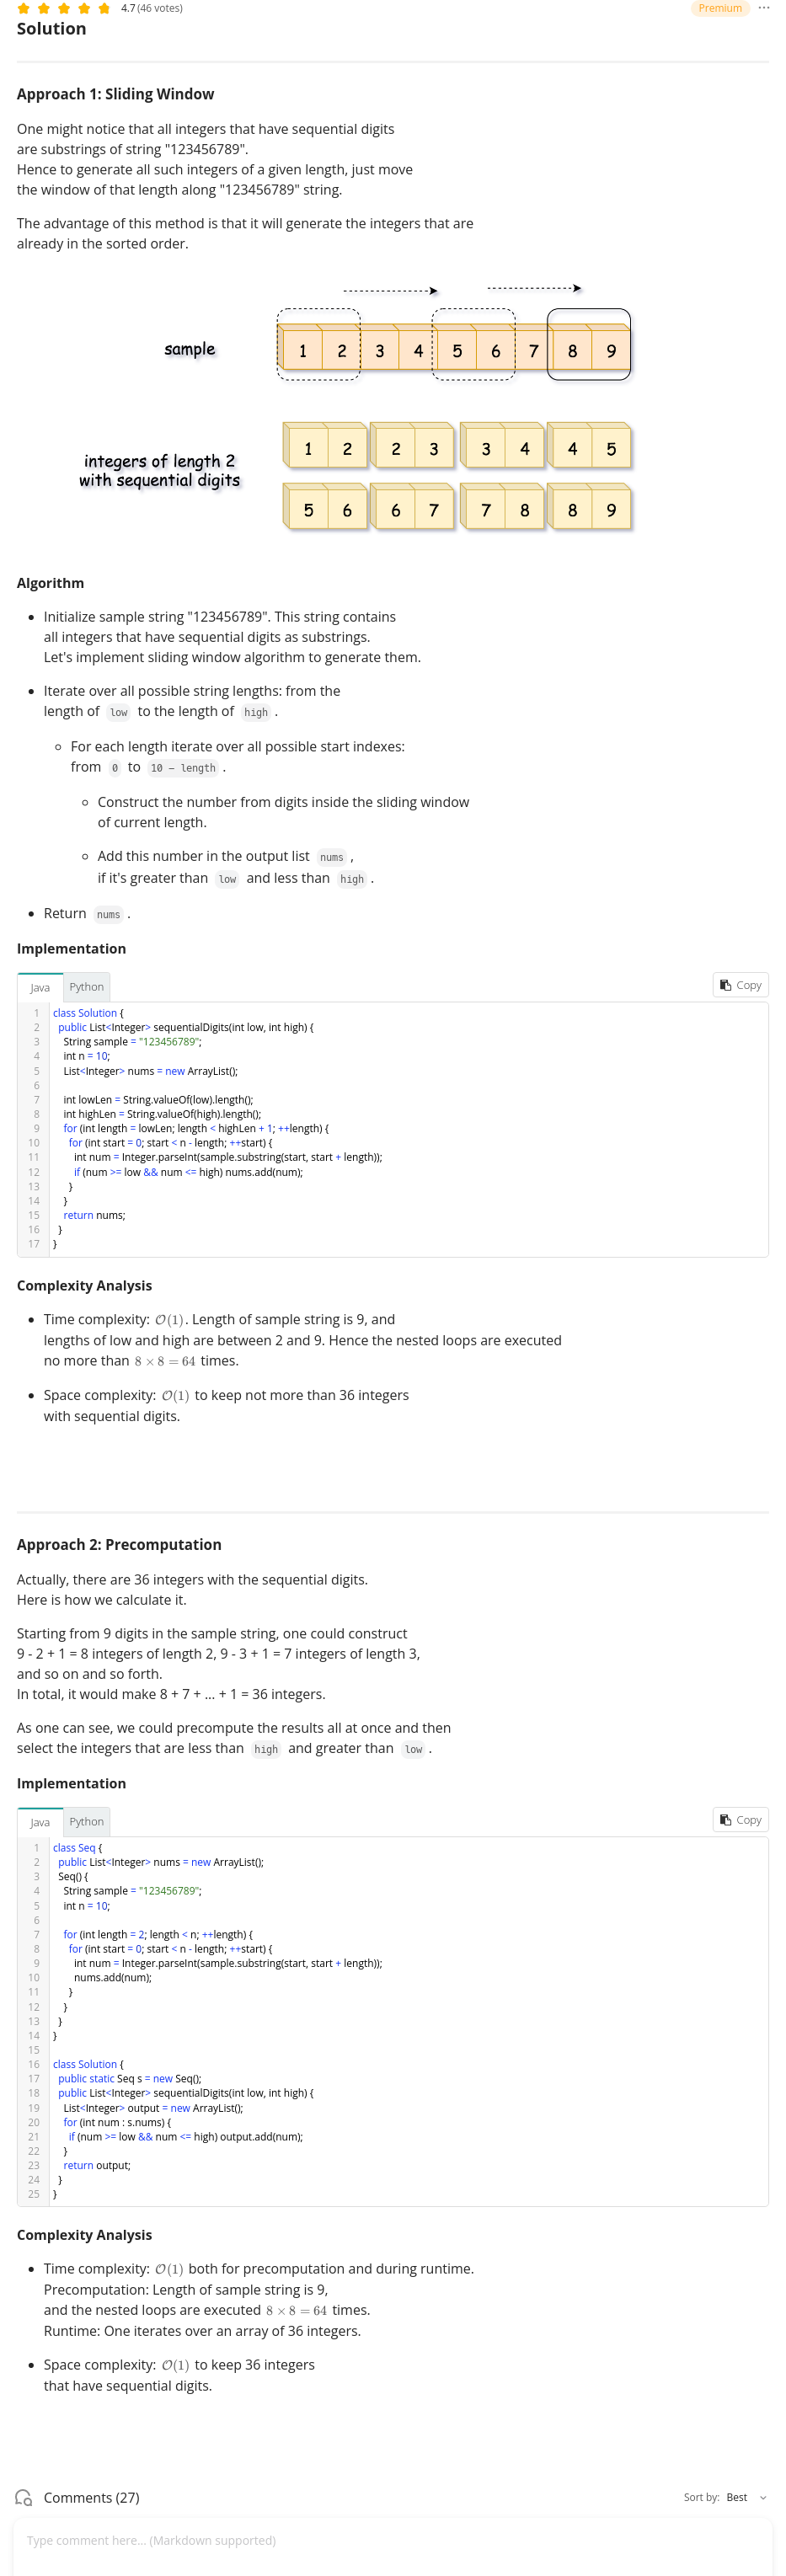 4.7 (46 votes)
Premium
Solution
Approach 1: Sliding Window
One might notice that all integers that have sequential digits
are substrings of string "123456789".
Hence to generate all such integers of a given length, just move
the window of that length along "123456789" string.
The advantage of this method is that it will generate the integers that are
already in the sorted order.
sample 1 2 3 4 5 6 7 8 9
1 2 2 3 3 4 4 5
integers of length 2
with sequential digits
5 6 6 7 7 8 8 9
Algorithm
• Initialize sample string "123456789". This string contains
all integers that have sequential digits as substrings.
Let's implement sliding window algorithm to generate them.
• Iterate over all possible string lengths: from the
length of low to the length of high .
◦ For each length iterate over all possible start indexes:
from 0 to 10 - length .
◦ Construct the number from digits inside the sliding window
of current length.
◦ Add this number in the output list nums ,
if it's greater than low and less than high .
• Return nums .
Implementation
Java Python Copy
1 class Solution {
2 public List<Integer> sequentialDigits(int low, int high) {
3 String sample = "123456789";
4 int n = 10;
5 List<Integer> nums = new ArrayList();
6
7 int lowLen = String.valueOf(low).length();
8 int highLen = String.valueOf(high).length();
9 for (int length = lowLen; length < highLen + 1; ++length) {
10 for (int start = 0; start < n - length; ++start) {
11 int num = Integer.parseInt(sample.substring(start, start + length));
12 if (num >= low && num <= high) nums.add(num);
13 }
14 }
15 return nums;
16 }
17 }
Complexity Analysis
• Time complexity: O(1). Length of sample string is 9, and
lengths of low and high are between 2 and 9. Hence the nested loops are executed
no more than 8 × 8 = 64 times.
• Space complexity: O(1) to keep not more than 36 integers
with sequential digits.
Approach 2: Precomputation
Actually, there are 36 integers with the sequential digits.
Here is how we calculate it.
Starting from 9 digits in the sample string, one could construct
9 - 2 + 1 = 8 integers of length 2, 9 - 3 + 1 = 7 integers of length 3,
and so on and so forth.
In total, it would make 8 + 7 + ... + 1 = 36 integers.
As one can see, we could precompute the results all at once and then
select the integers that are less than high and greater than low .
Implementation
Java Python Copy
1 class Seq {
2 public List<Integer> nums = new ArrayList();
3 Seq() {
4 String sample = "123456789";
5 int n = 10;
6
7 for (int length = 2; length < n; ++length) {
8 for (int start = 0; start < n - length; ++start) {
9 int num = Integer.parseInt(sample.substring(start, start + length));
10 nums.add(num);
11 }
12 }
13 }
14 }
15
16 class Solution {
17 public static Seq s = new Seq();
18 public List<Integer> sequentialDigits(int low, int high) {
19 List<Integer> output = new ArrayList();
20 for (int num : s.nums) {
21 if (num >= low && num <= high) output.add(num);
22 }
23 return output;
24 }
25 }
Complexity Analysis
• Time complexity: O(1) both for precomputation and during runtime.
Precomputation: Length of sample string is 9,
and the nested loops are executed 8 × 8 = 64 times.
Runtime: One iterates over an array of 36 integers.
• Space complexity: O(1) to keep 36 integers
that have sequential digits.
Comments (27)
Sort by: Best
Type comment here... (Markdown supported)